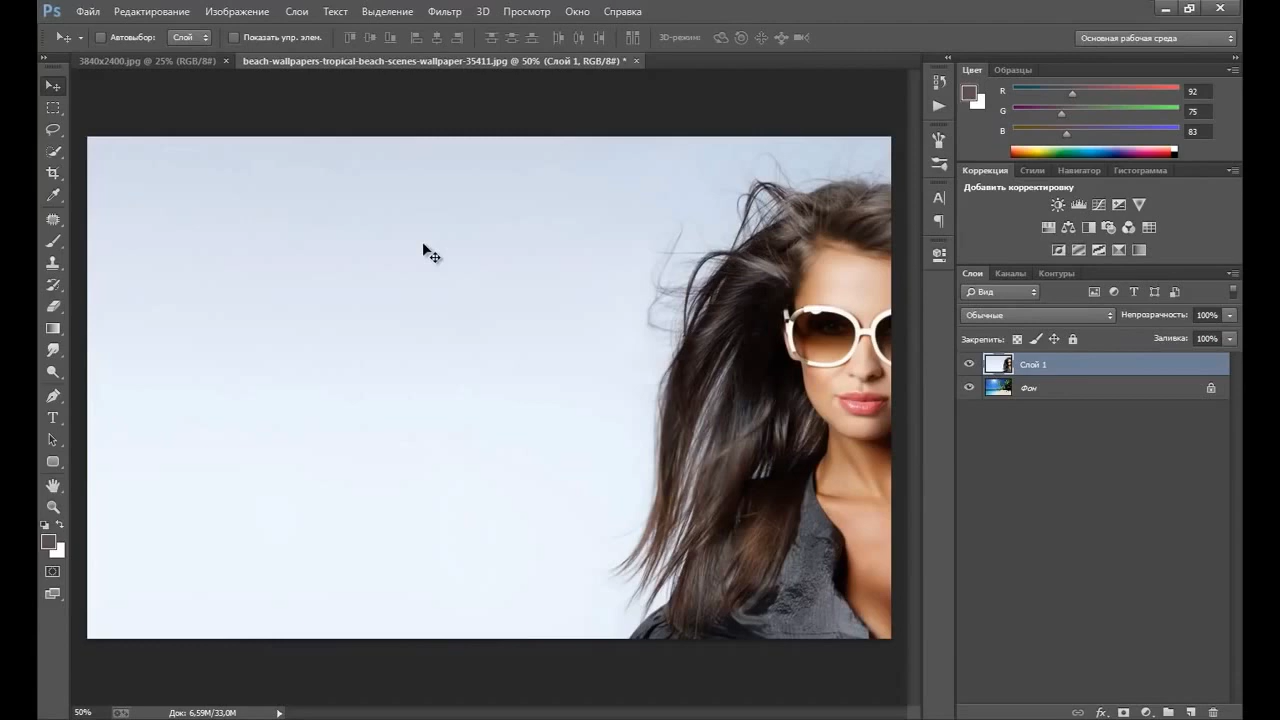 Ps Файл Редактирование Изображение Слои Текст Выделение Фильтр 3D Просмотр Окно Справка
Автовыбор: Слой Показать упр. элем. 3D-режим: Основная рабочая среда
3840x2400.jpg @ 25% (RGB/8#) × beach-wallpapers-tropical-beach-scenes-wallpaper-35411.jpg @ 50% (Слой 1, RGB/8#) * ×
Цвет Образцы
R 92
G 75
B 83
Коррекция Стили Навигатор Гистограмма
Добавить корректировку
Слои Каналы Контуры
Вид
Обычные Непрозрачность: 100%
Закрепить: Заливка: 100%
Слой 1
Фон
50% Док: 6,59M/33,0M